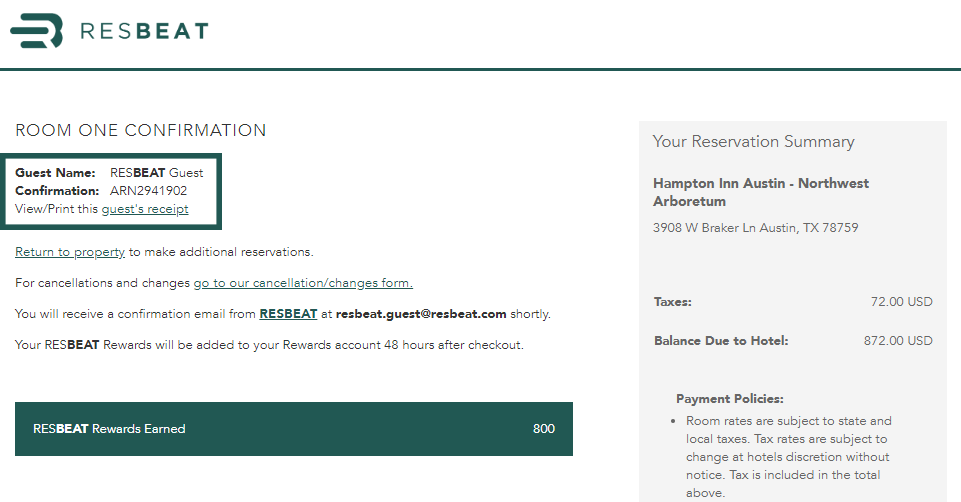 RESBEAT
ROOM ONE CONFIRMATION
Guest Name: RESBEAT Guest
Confirmation: ARN2941902
View/Print this guest's receipt
Return to property to make additional reservations.
For cancellations and changes go to our cancellation/changes form.
You will receive a confirmation email from RESBEAT at resbeat.guest@resbeat.com shortly.
Your RESBEAT Rewards will be added to your Rewards account 48 hours after checkout.
RESBEAT Rewards Earned 800
Your Reservation Summary
Hampton Inn Austin - Northwest
Arboretum
3908 W Braker Ln Austin, TX 78759
Taxes: 72.00 USD
Balance Due to Hotel: 872.00 USD
Payment Policies:
• Room rates are subject to state and
local taxes. Tax rates are subject to
change at hotels discretion without
notice. Tax is included in the total
above.